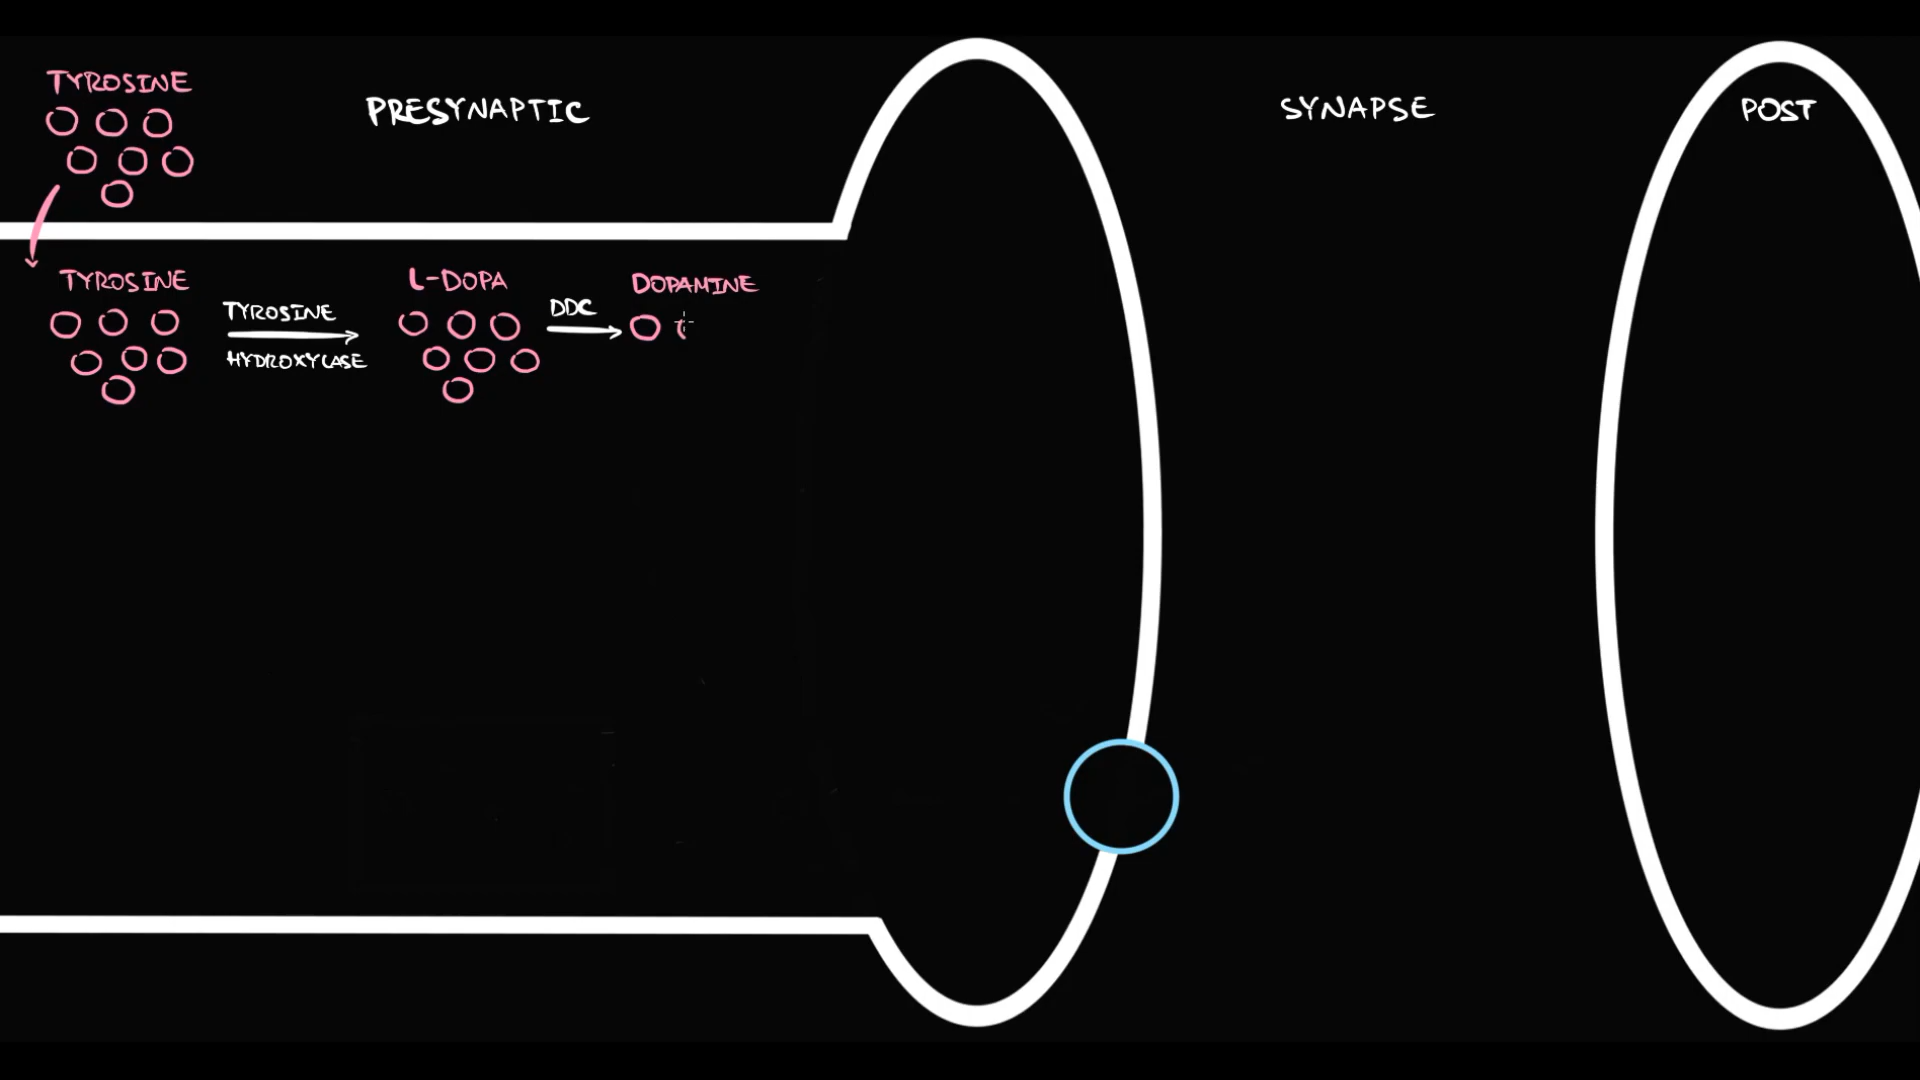 TYROSINE
PRESYNAPTIC
SYNAPSE
POST
TYROSINE
TYROSINE
HYDROXYLASE
L-DOPA
DDC
DOPAMINE